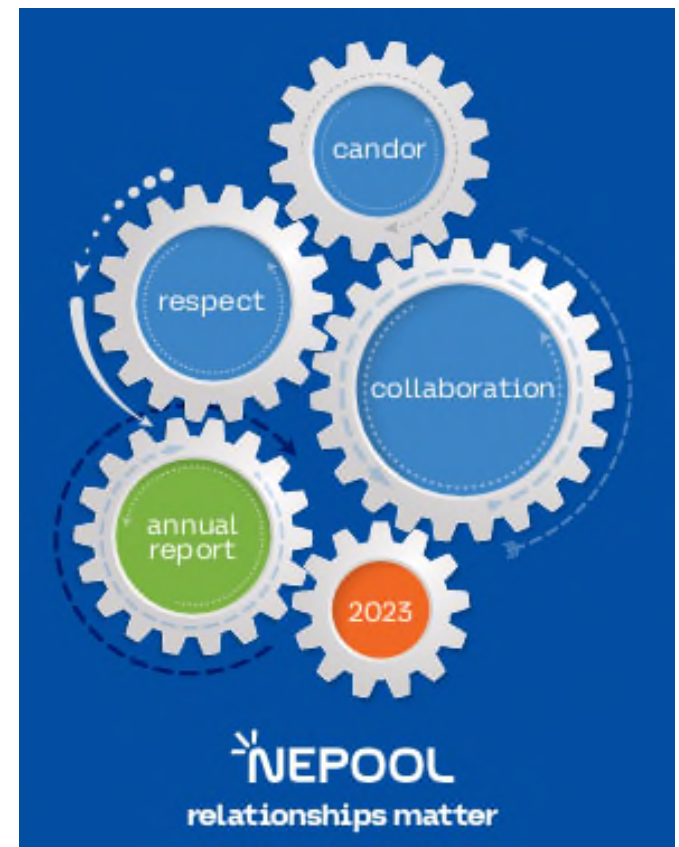 candor
respect
collaboration
annual
report
2023
NEPOOL
relationships matter